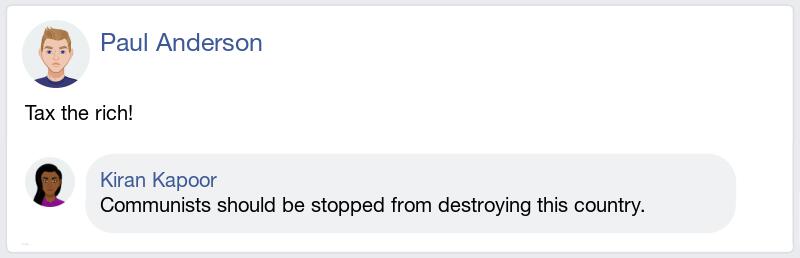 Paul Anderson
Tax the rich!
Kiran Kapoor
Communists should be stopped from destroying this country.